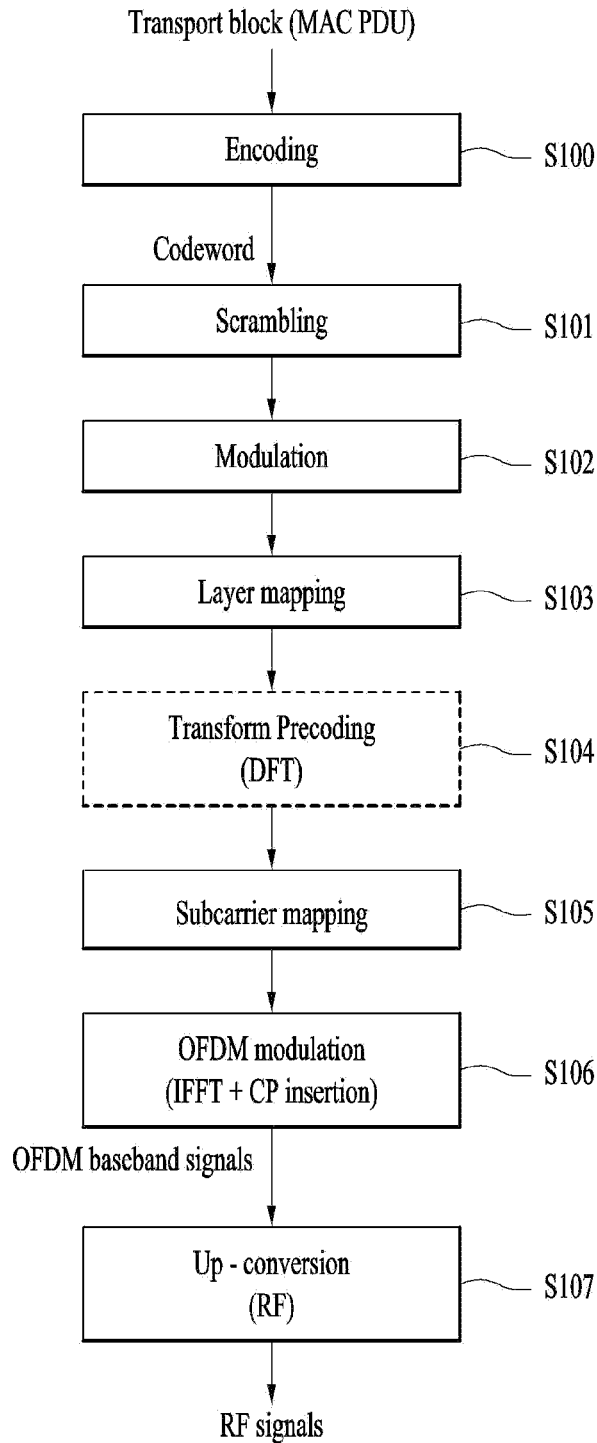 Transport block (MAC PDU)
Encoding
S100
Codeword
Scrambling
S101
Modulation
S102
Layer mapping
S103
Transform Precoding
(DFT)
S104
Subcarrier mapping
S105
OFDM modulation
(IFFT + CP insertion)
S106
OFDM baseband signals
Up - conversion
(RF)
S107
RF signals